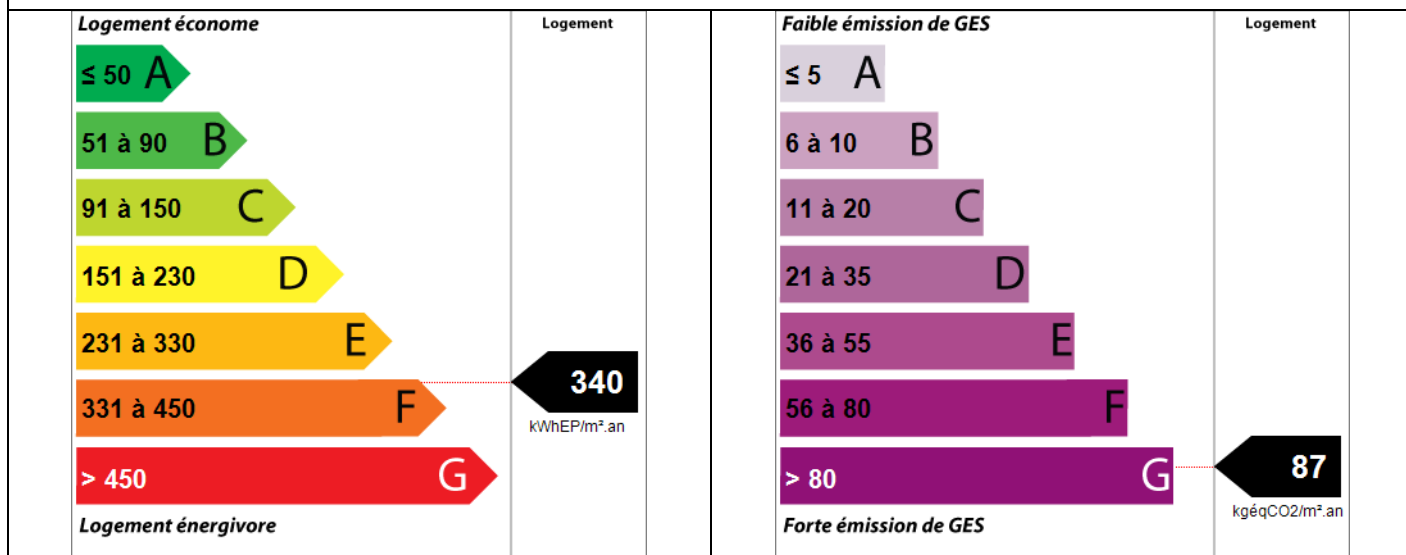 Logement économe
Logement
≤ 50 A
51 à 90 B
91 à 150 C
151 à 230 D
231 à 330 E
331 à 450 F
> 450 G
340
kWhEP/m².an
Logement énergivore
Faible émission de GES
Logement
≤ 5 A
6 à 10 B
11 à 20 C
21 à 35 D
36 à 55 E
56 à 80 F
> 80 G
87
kgéqCO2/m².an
Forte émission de GES